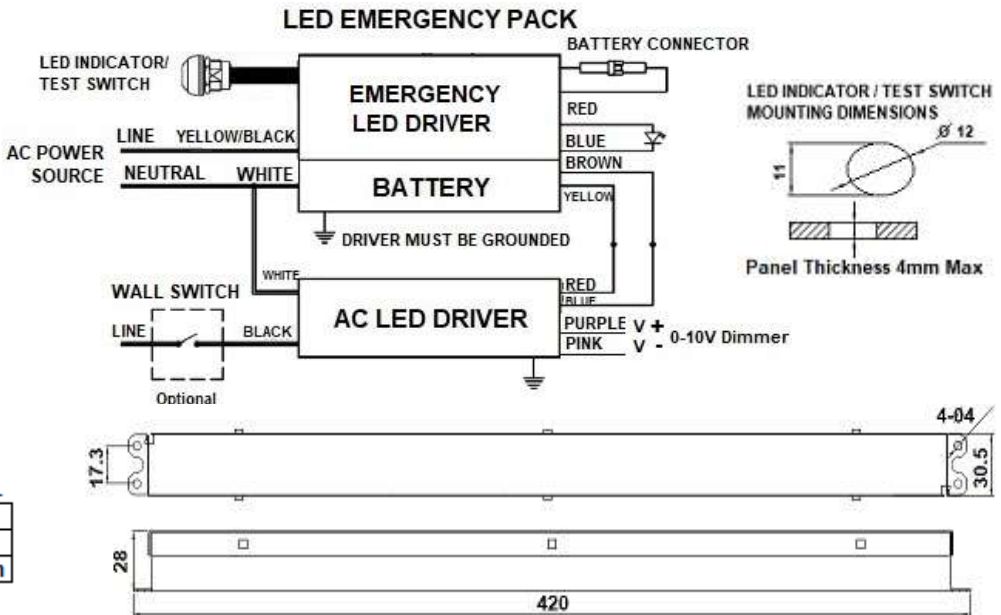 LED EMERGENCY PACK
BATTERY CONNECTOR
LED INDICATOR/
TEST SWITCH
EMERGENCY
LED DRIVER
RED
BLUE
LINE YELLOW/BLACK
AC POWER
SOURCE
NEUTRAL WHITE
BATTERY
BROWN
YELLOW
DRIVER MUST BE GROUNDED
LED INDICATOR / TEST SWITCH
MOUNTING DIMENSIONS
Ø 12
11
Panel Thickness 4mm Max
WHITE
WALL SWITCH
LINE BLACK
Optional
AC LED DRIVER
RED
BLUE
PURPLE V +
PINK V -
0-10V Dimmer
4-04
17.3
30.5
28
420